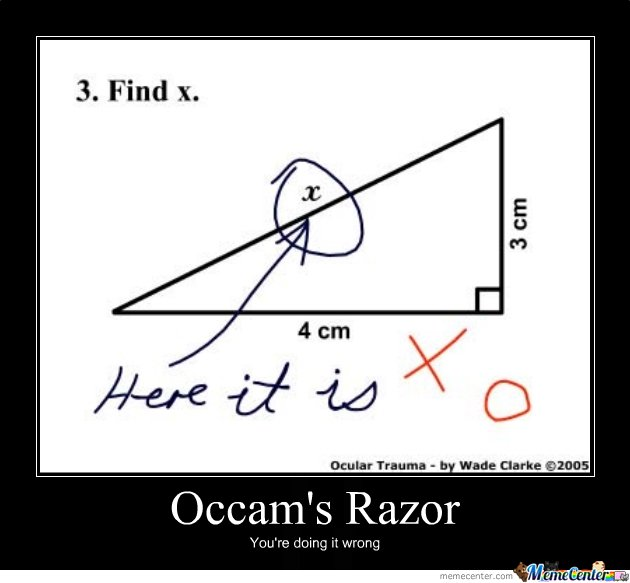 3. Find x.
x
3 cm
4 cm
Here it is X O
Ocular Trauma - by Wade Clarke ©2005
Occam's Razor
You're doing it wrong
memecenter.com MemeCenter